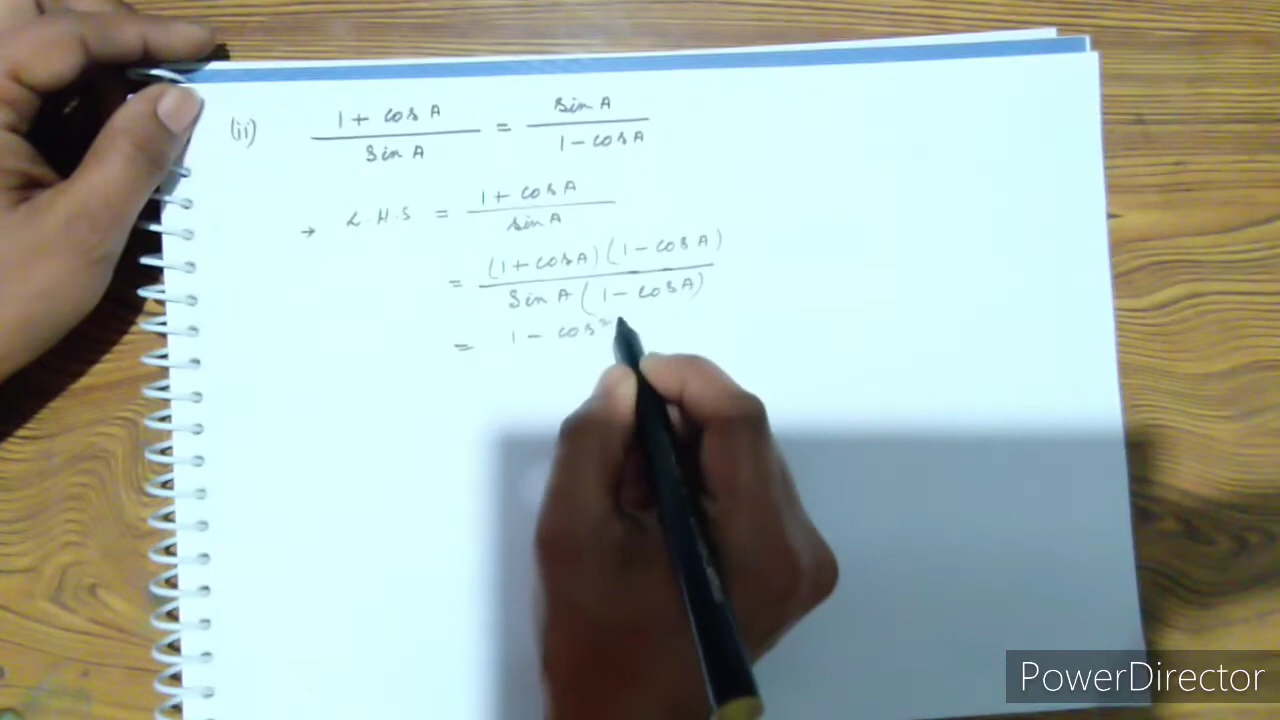 (ii) 1 + cos A / sin A = sin A / 1 - cos A
→ L.H.S = 1 + cos A / sin A
= (1 + cos A) (1 - cos A) / sin A (1 - cos A)
= 1 - cos²
PowerDirector